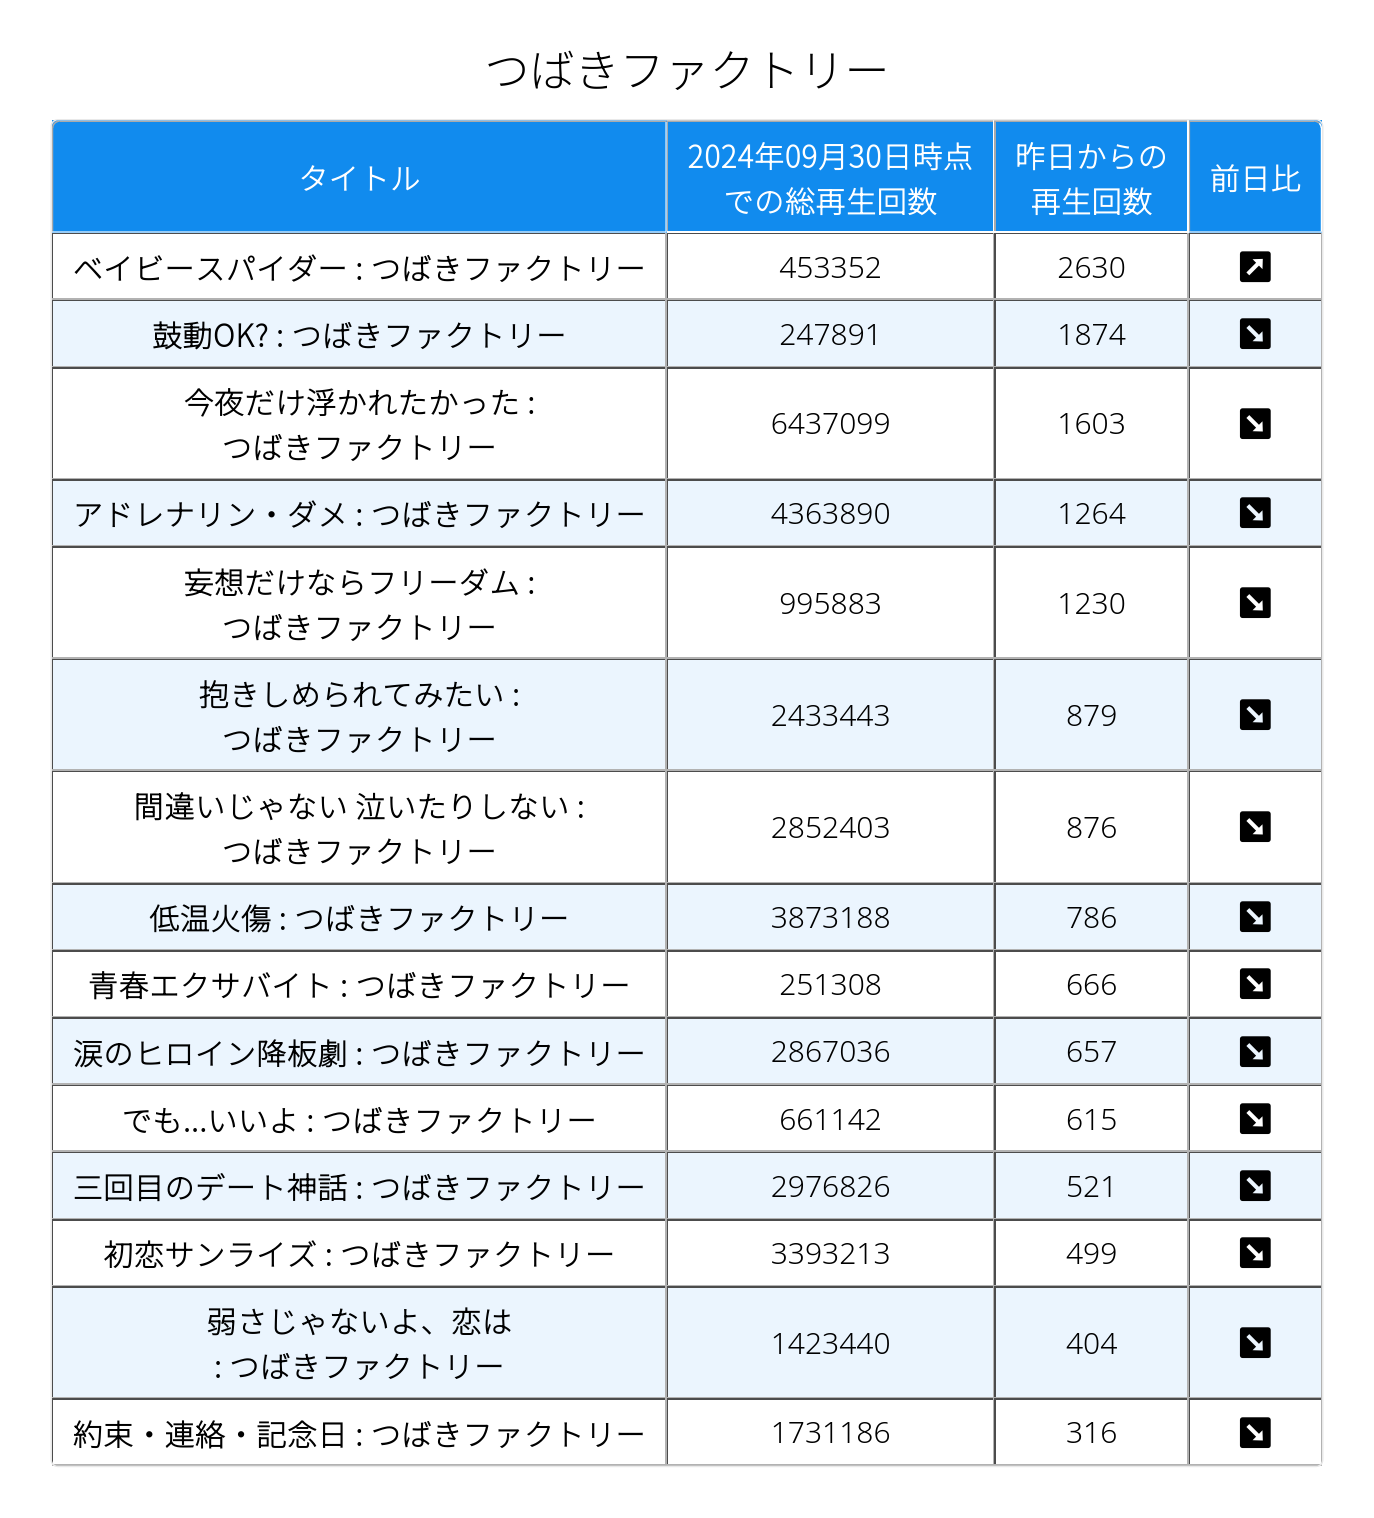 つばきファクトリー
タイトル
2024年09月30日時点
での総再生回数
昨日からの
再生回数
前日比
ベイビースパイダー : つばきファクトリー
453352
2630
鼓動OK? : つばきファクトリー
247891
1874
今夜だけ浮かれたかった :
つばきファクトリー
6437099
1603
アドレナリン・ダメ : つばきファクトリー
4363890
1264
妄想だけならフリーダム :
つばきファクトリー
995883
1230
抱きしめられてみたい :
つばきファクトリー
2433443
879
間違いじゃない 泣いたりしない :
つばきファクトリー
2852403
876
低温火傷 : つばきファクトリー
3873188
786
青春エクサバイト : つばきファクトリー
251308
666
涙のヒロイン降板劇 : つばきファクトリー
2867036
657
でも...いいよ : つばきファクトリー
661142
615
三回目のデート神話 : つばきファクトリー
2976826
521
初恋サンライズ : つばきファクトリー
3393213
499
弱さじゃないよ、恋は
: つばきファクトリー
1423440
404
約束・連絡・記念日 : つばきファクトリー
1731186
316